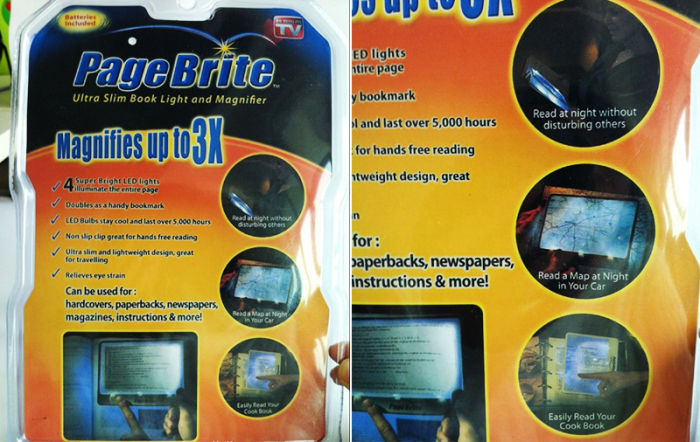 Batteries
Included
AS SEEN ON
TV
PageBrite™
Ultra Slim Book Light and Magnifier
Magnifies up to 3X
4 Super Bright LED lights
illuminate the entire page
Doubles as a handy bookmark
LED Bulbs stay cool and last over 5,000 hours
Non slip clip great for hands free reading
Ultra slim and lightweight design, great
for travelling
Relieves eye strain
Can be used for :
hardcovers, paperbacks, newspapers,
magazines, instructions & more!
Read at night without
disturbing others
Read a Map at Night
in Your Car
Easily Read Your
Cook Book
s up to 3X
ED lights
ntire page
y bookmark
l and last over 5,000 hours
for hands free reading
htweight design, great
n
for :
paperbacks, newspapers,
instructions & more!
Read at night without
disturbing others
Read a Map at Night
in Your Car
Easily Read Your
Cook Book